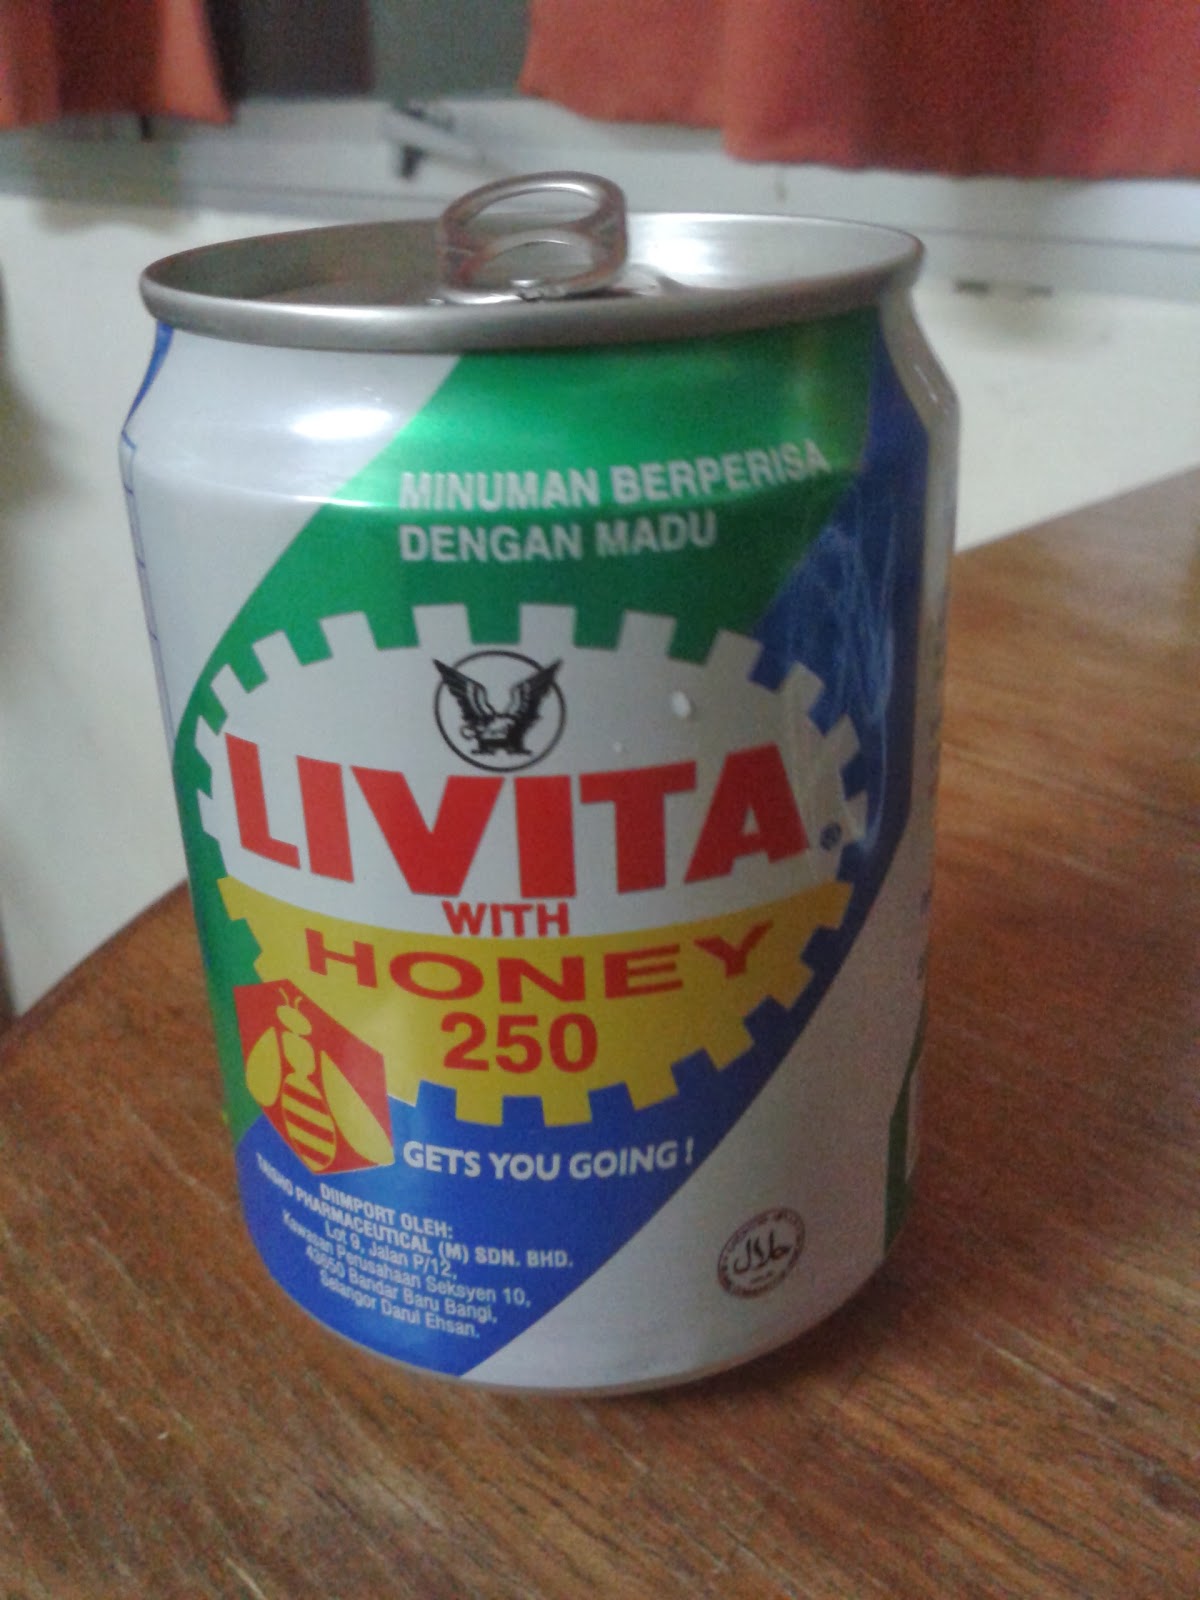 MINUMAN BERPERISA
DENGAN MADU
LIVITA®
WITH
HONEY
250
GETS YOU GOING!
DIIMPORT OLEH:
TAISHO PHARMACEUTICAL (M) SDN. BHD.
Lot 9, Jalan P/12,
Kawasan Perusahaan Seksyen 10,
43650 Bandar Baru Bangi,
Selangor Darul Ehsan.
حلال